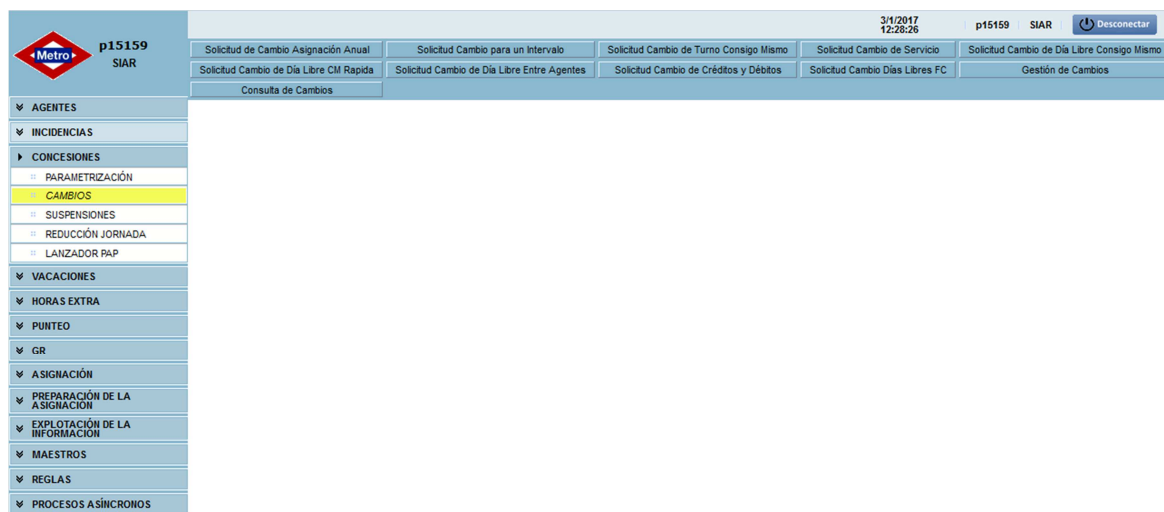 Metro
p15159
SIAR
3/1/2017
12:28:26
p15159
SIAR
Desconectar
Solicitud de Cambio Asignación Anual
Solicitud Cambio para un Intervalo
Solicitud Cambio de Turno Consigo Mismo
Solicitud Cambio de Servicio
Solicitud Cambio de Día Libre Consigo Mismo
Solicitud Cambio de Día Libre CM Rapida
Solicitud Cambio de Día Libre Entre Agentes
Solicitud Cambio de Créditos y Débitos
Solicitud Cambio Días Libres FC
Gestión de Cambios
Consulta de Cambios
AGENTES
INCIDENCIAS
CONCESIONES
PARAMETRIZACIÓN
CAMBIOS
SUSPENSIONES
REDUCCIÓN JORNADA
LANZADOR PAP
VACACIONES
HORAS EXTRA
PUNTEO
GR
ASIGNACIÓN
PREPARACIÓN DE LA
ASIGNACIÓN
EXPLOTACIÓN DE LA
INFORMACIÓN
MAESTROS
REGLAS
PROCESOS ASÍNCRONOS